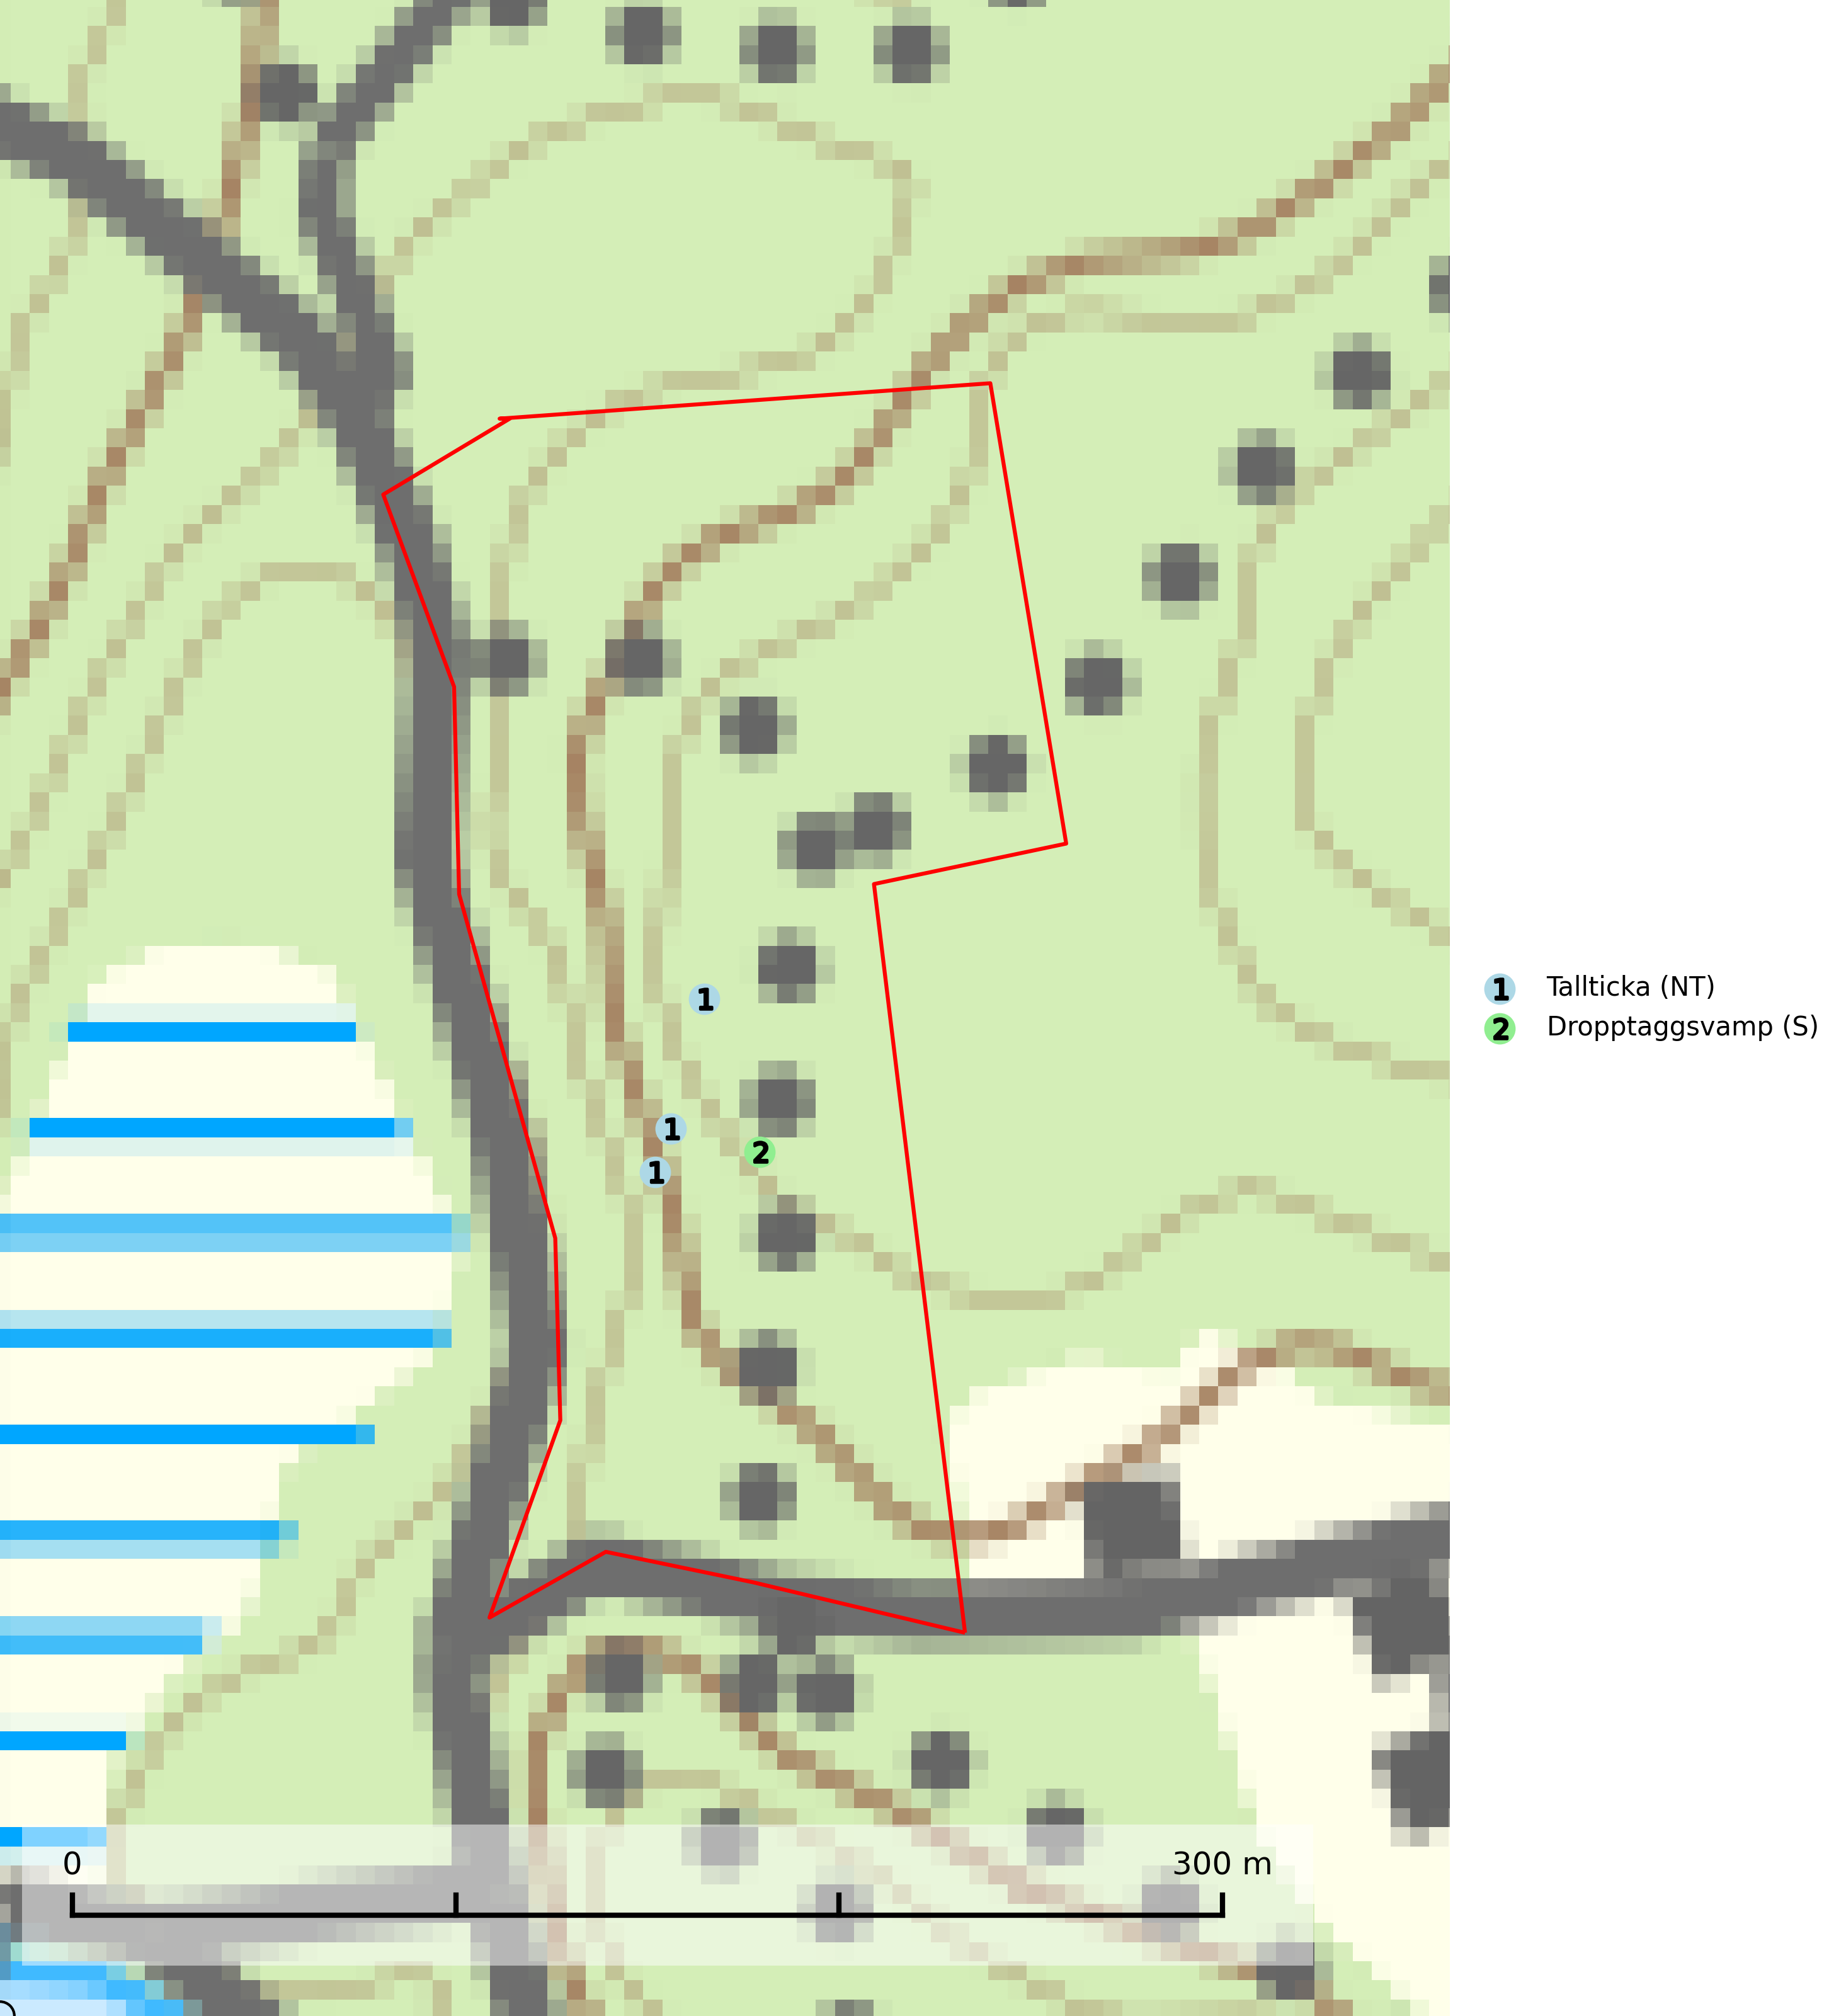 1 Tallticka (NT)
2 Dropptaggsvamp (S)
1
1
2
1
0 300 m